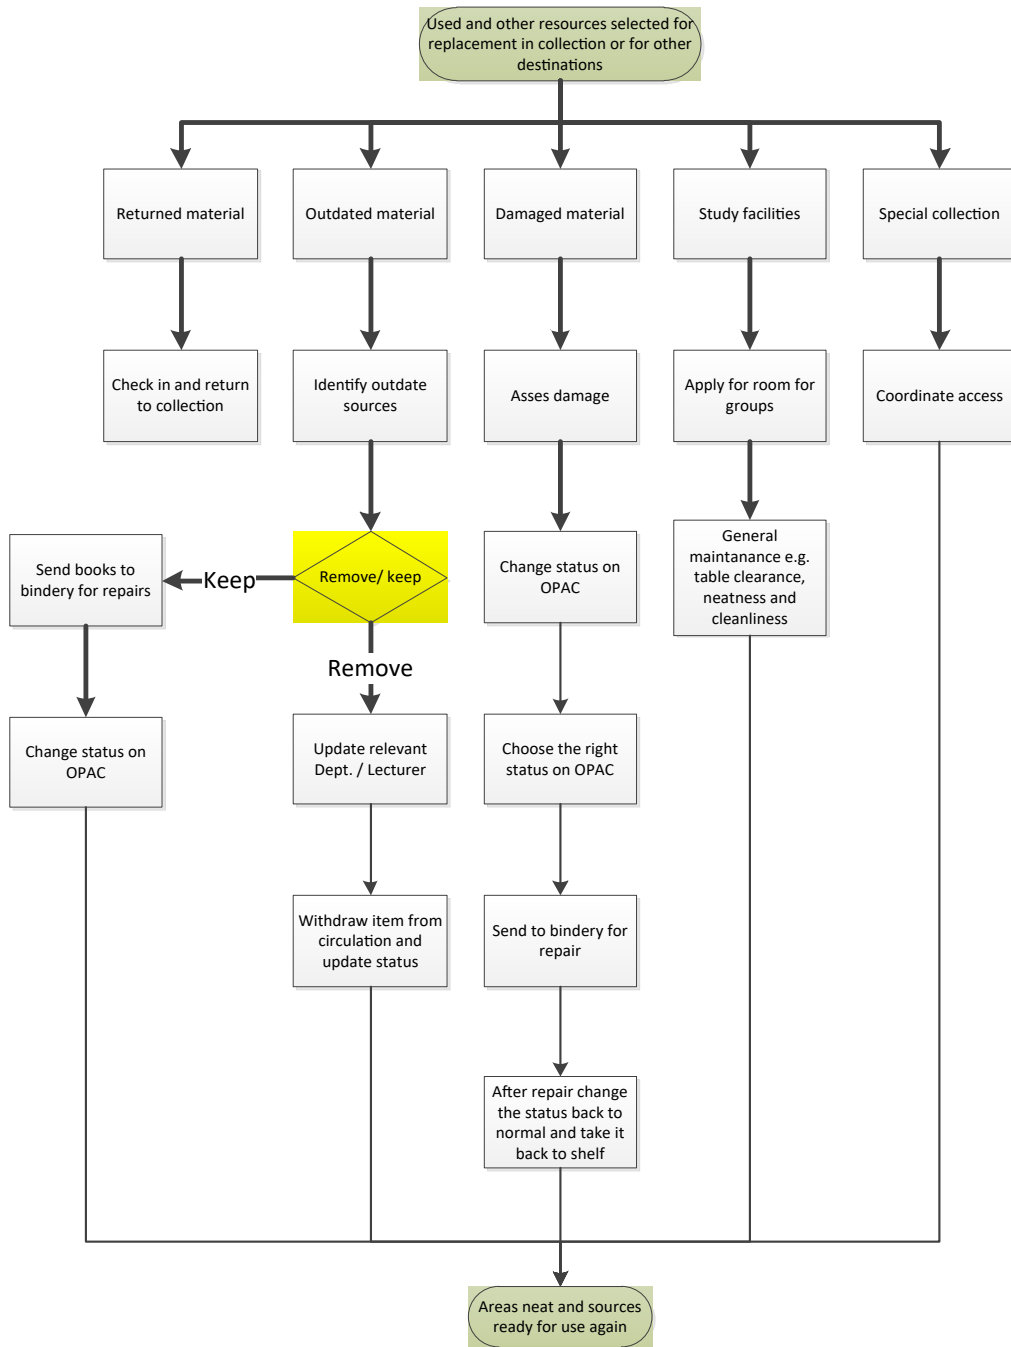 Used and other resources selected for
replacement in collection or for other
destinations
Returned material
Outdated material
Damaged material
Study facilities
Special collection
Check in and return
to collection
Identify outdate
sources
Asses damage
Apply for room for
groups
Coordinate access
Send books to
bindery for repairs
Keep
Remove/ keep
Change status on
OPAC
General
maintanance e.g.
table clearance,
neatness and
cleanliness
Remove
Change status on
OPAC
Update relevant
Dept. / Lecturer
Choose the right
status on OPAC
Withdraw item from
circulation and
update status
Send to bindery for
repair
After repair change
the status back to
normal and take it
back to shelf
Areas neat and sources
ready for use again